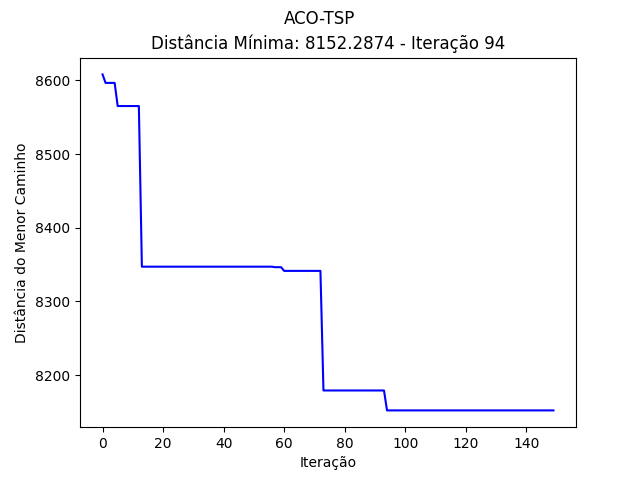 ACO-TSP
Distância Mínima: 8152.2874 - Iteração 94
Distância do Menor Caminho
8600
8500
8400
8300
8200
0 20 40 60 80 100 120 140
Iteração